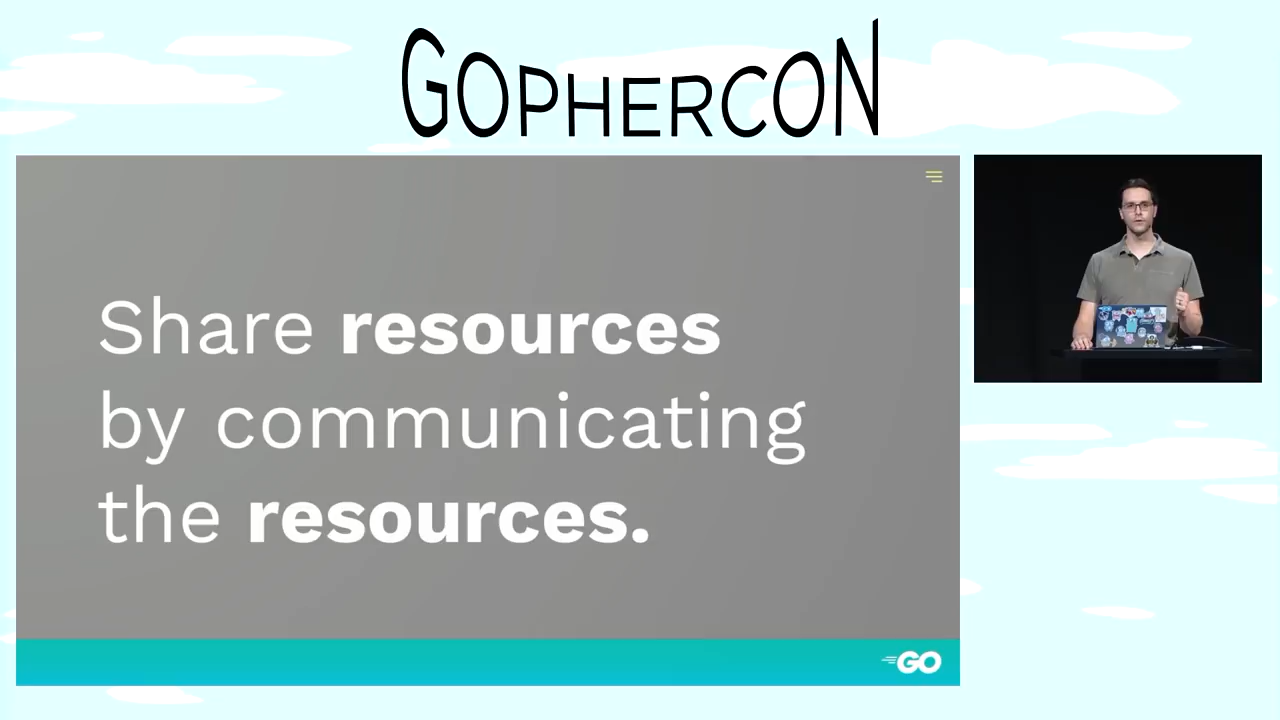 GOPHERCON
Share resources
by communicating
the resources.
GO